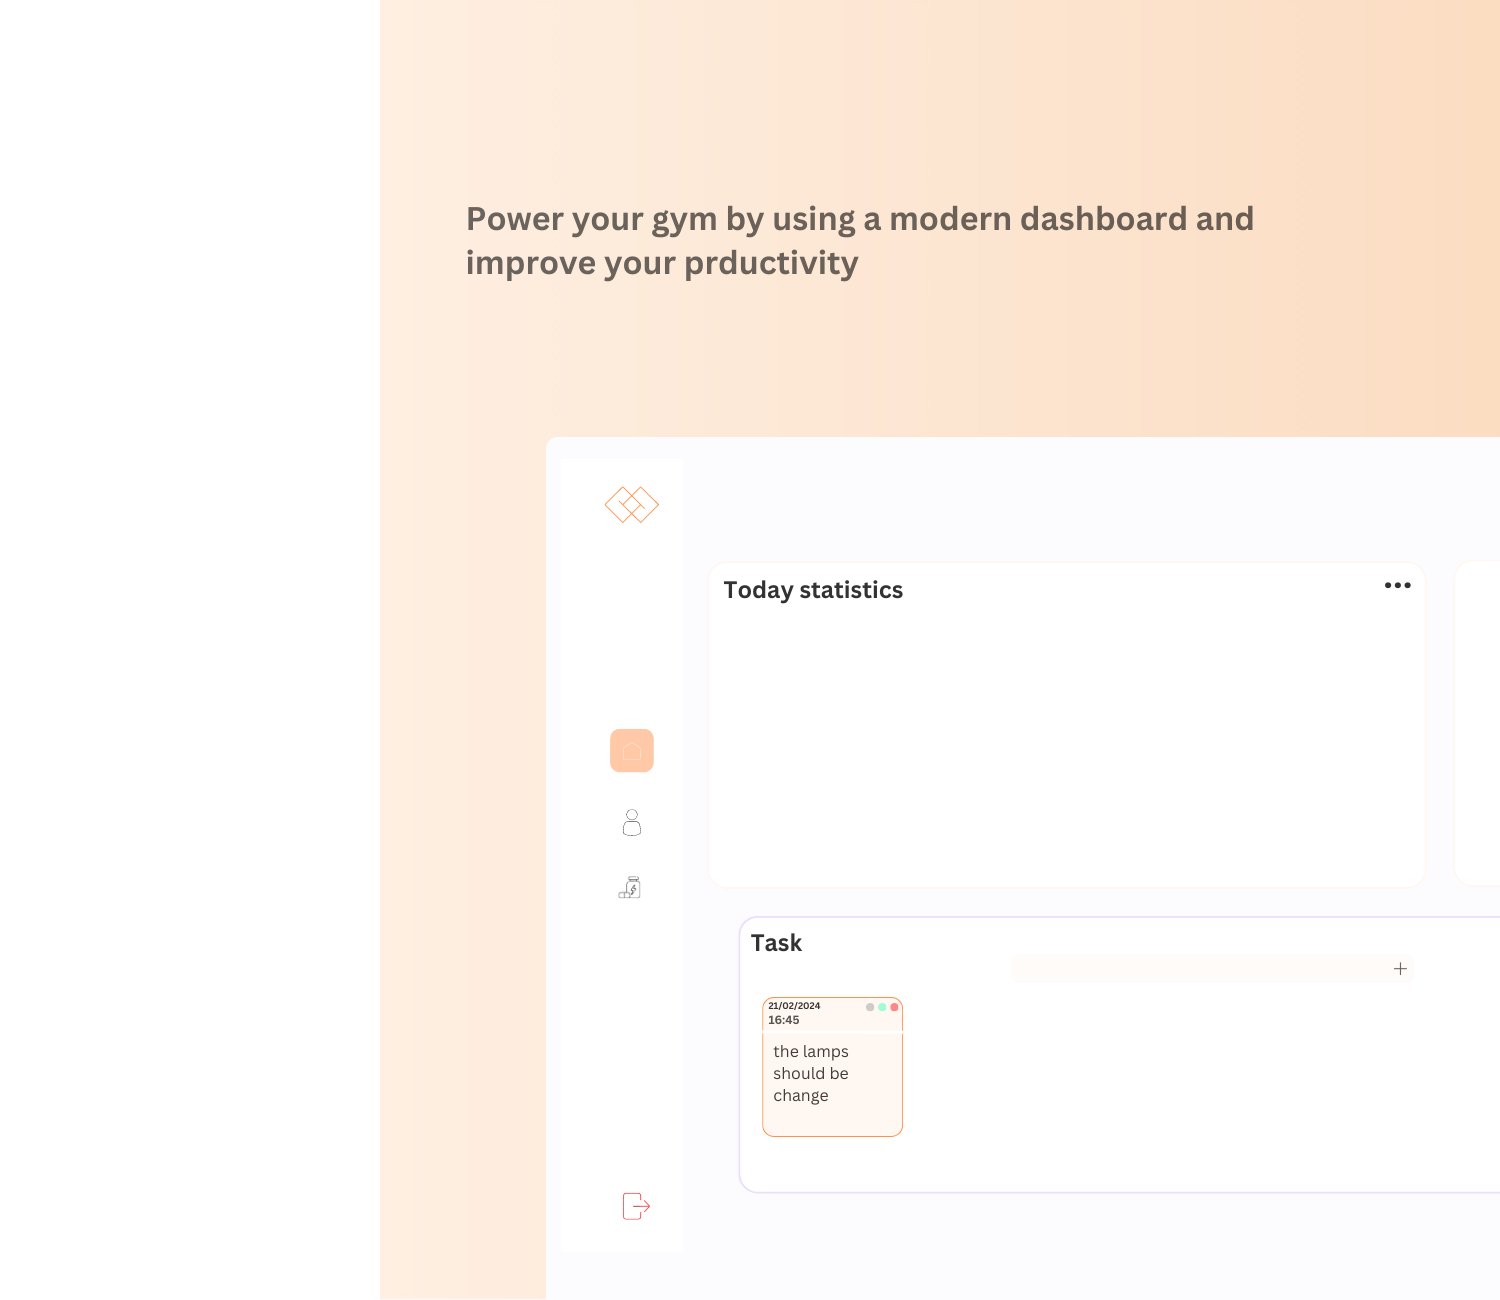 Power your gym by using a modern dashboard and
improve your prductivity
Today statistics
Task
21/02/2024
16:45
the lamps
should be
change